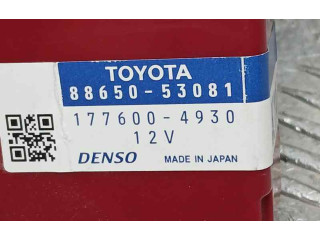 TOYOTA
88650-53081
177600-4930
12V
DENSO MADE IN JAPAN